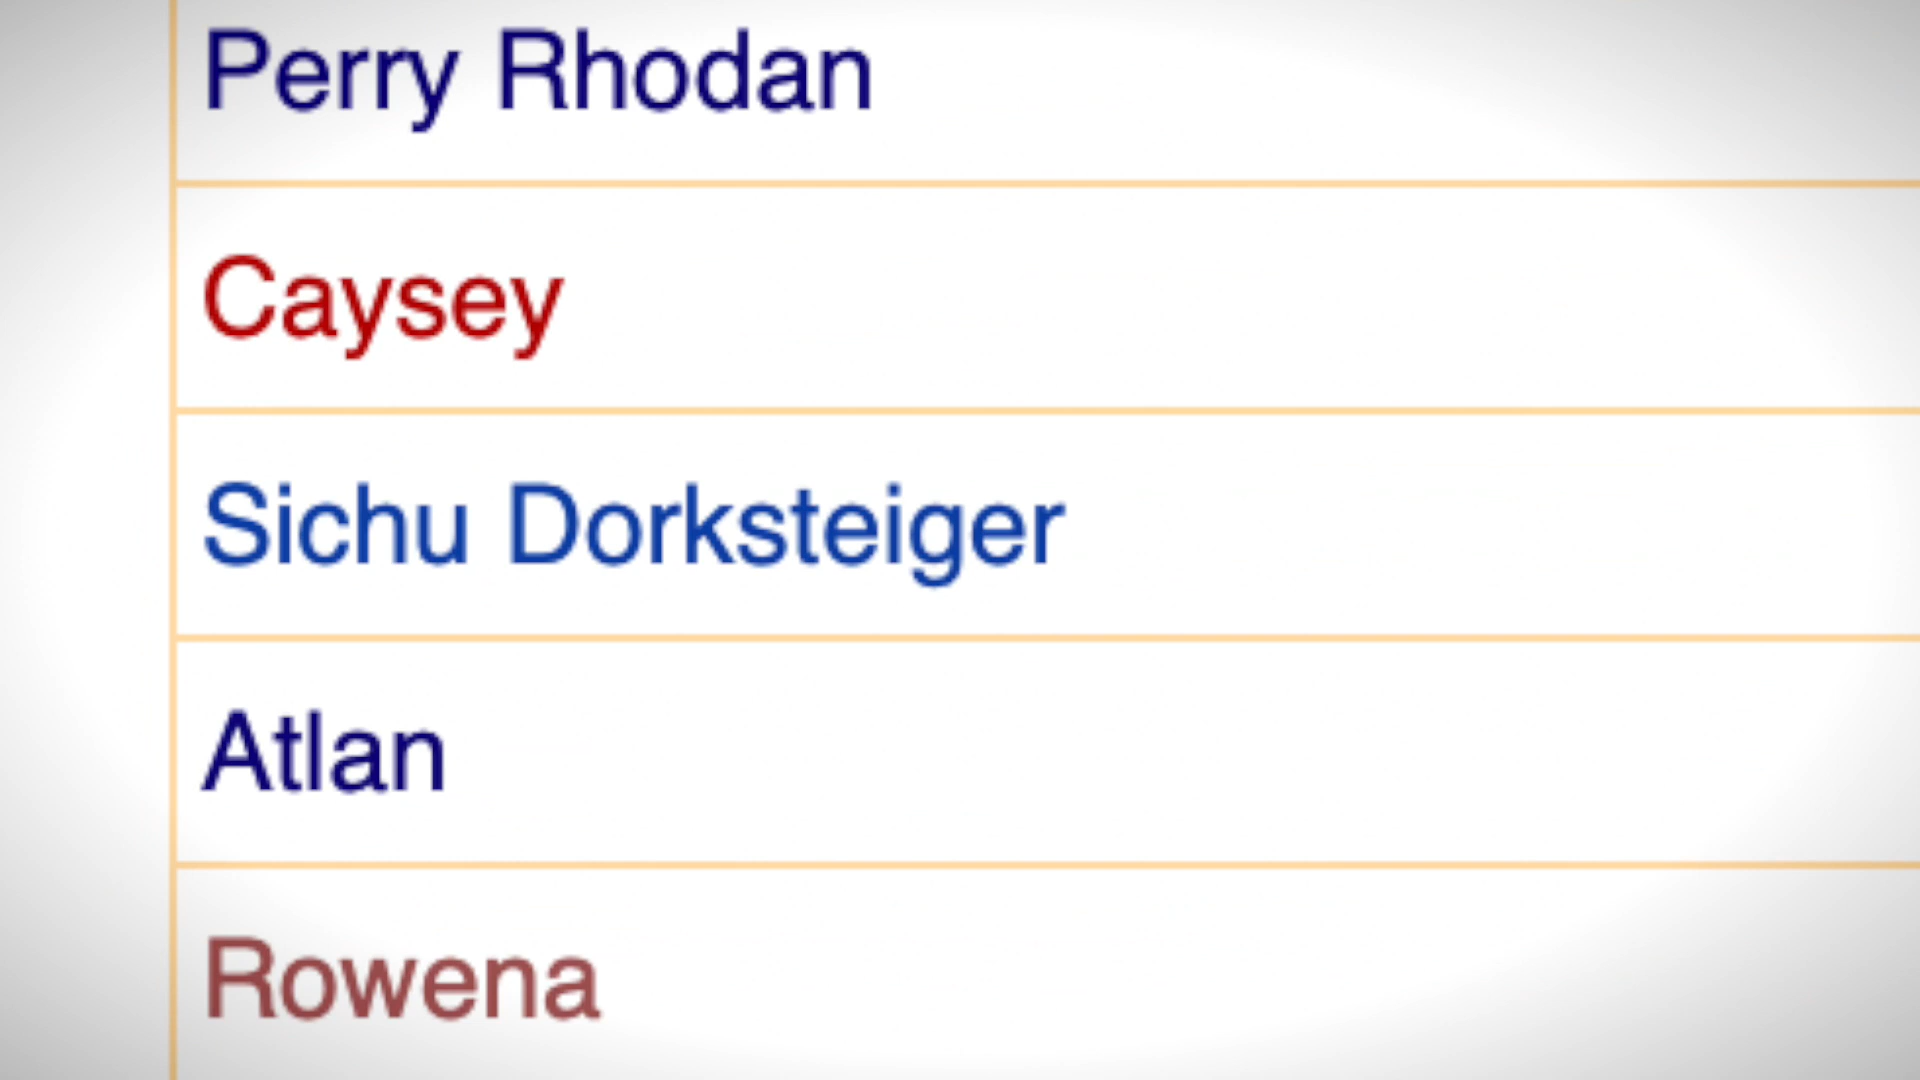 Perry Rhodan
Caysey
Sichu Dorksteiger
Atlan
Rowena